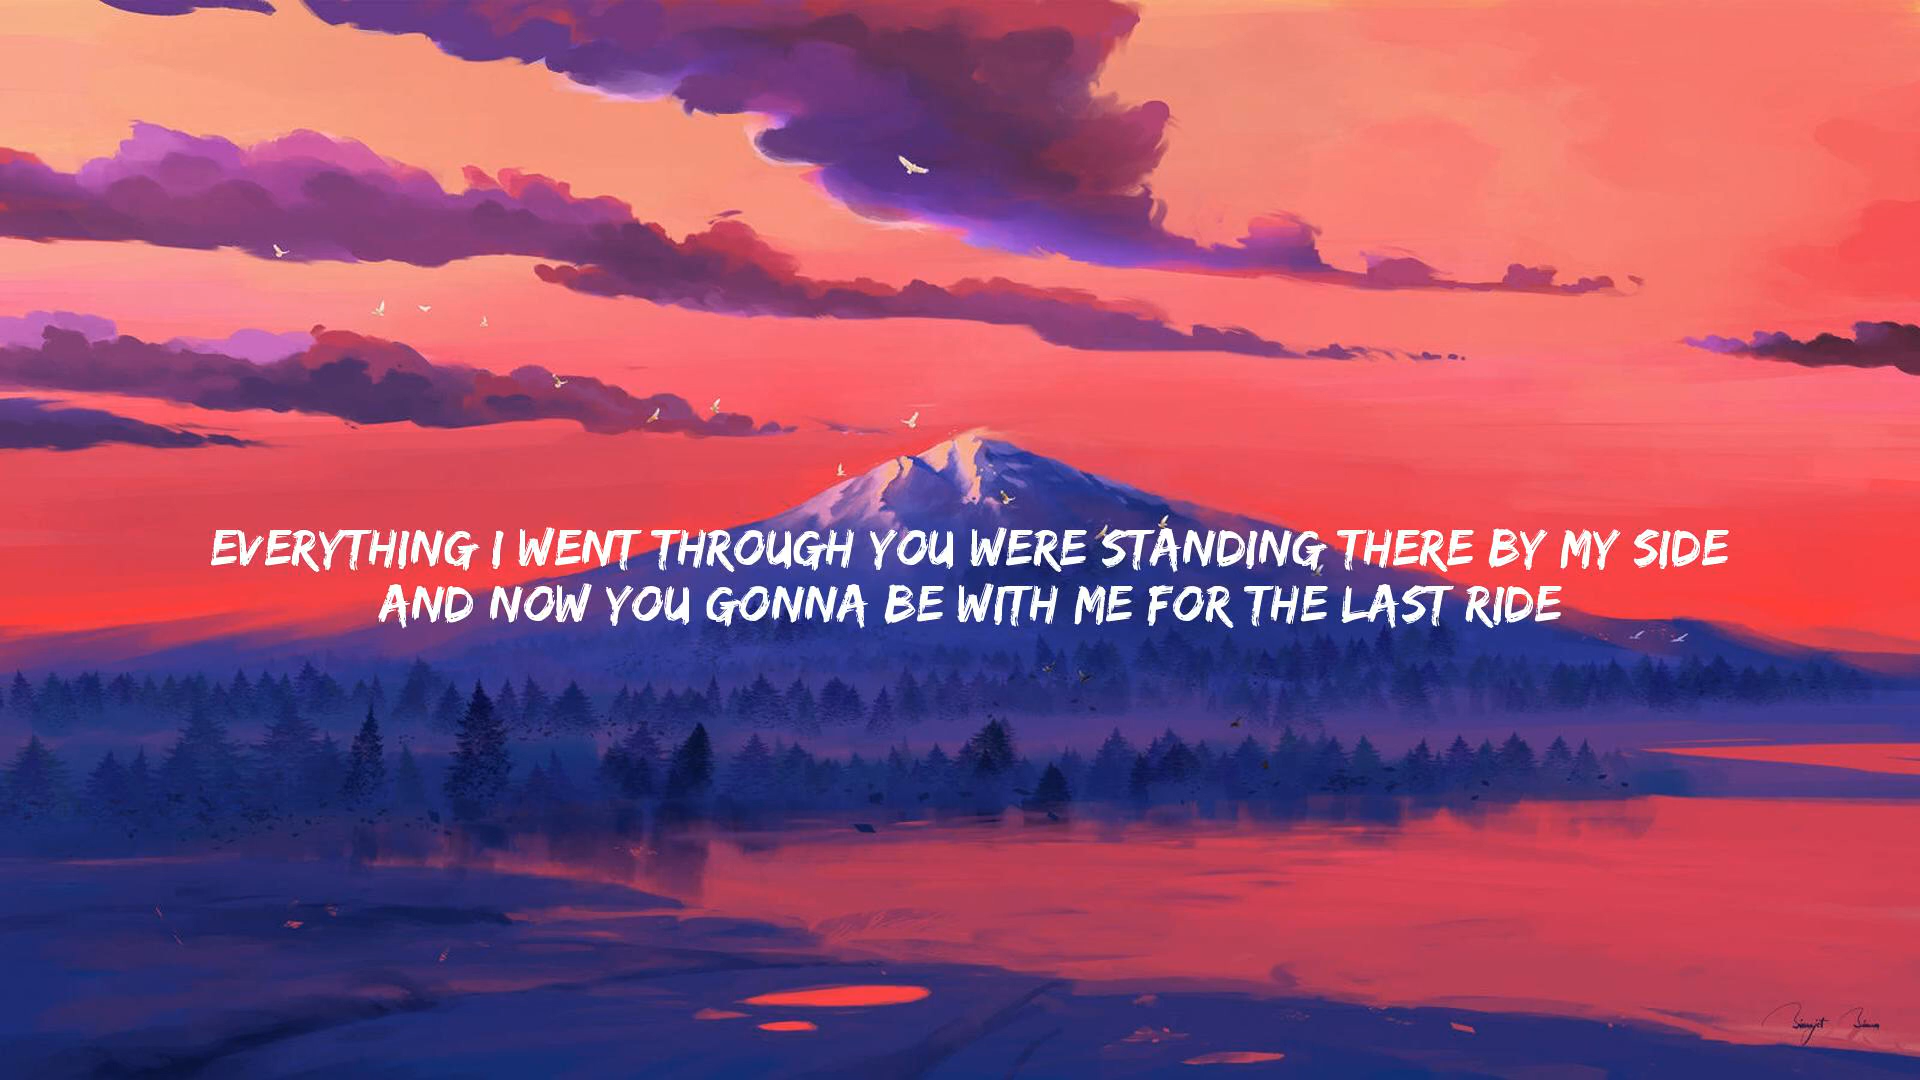 EVERYTHING I WENT THROUGH YOU WERE STANDING THERE BY MY SIDE
AND NOW YOU GONNA BE WITH ME FOR THE LAST RIDE